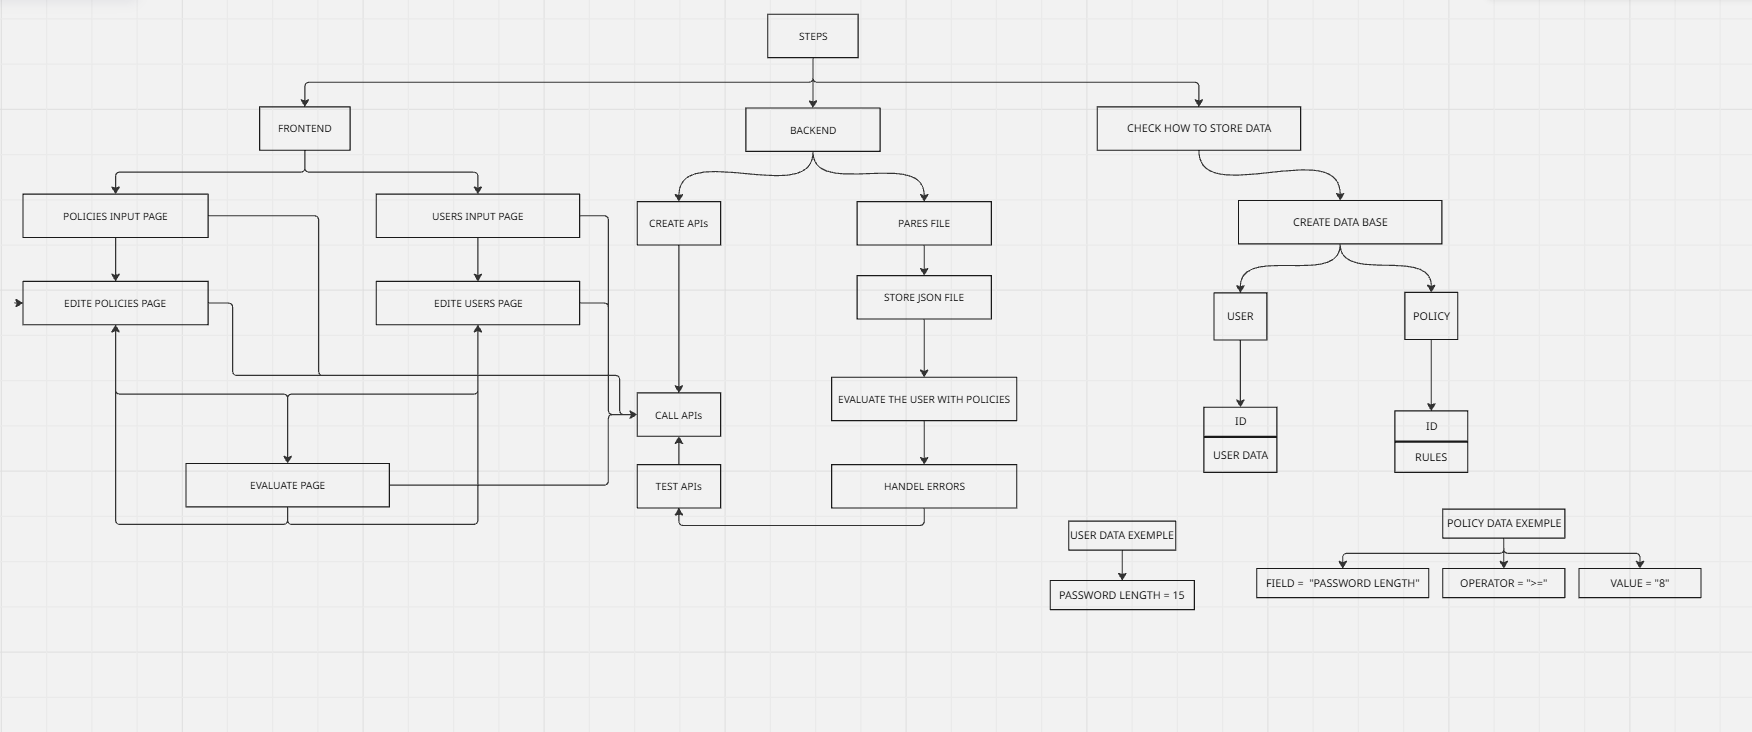 STEPS
FRONTEND
BACKEND
CHECK HOW TO STORE DATA
POLICIES INPUT PAGE
USERS INPUT PAGE
CREATE APIs
PARES FILE
CREATE DATA BASE
EDITE POLICIES PAGE
EDITE USERS PAGE
STORE JSON FILE
USER
POLICY
EVALUATE THE USER WITH POLICIES
CALL APIs
ID
USER DATA
ID
RULES
EVALUATE PAGE
TEST APIs
HANDEL ERRORS
USER DATA EXEMPLE
PASSWORD LENGTH = 15
POLICY DATA EXEMPLE
FIELD =  "PASSWORD LENGTH"
OPERATOR = ">="
VALUE = "8"